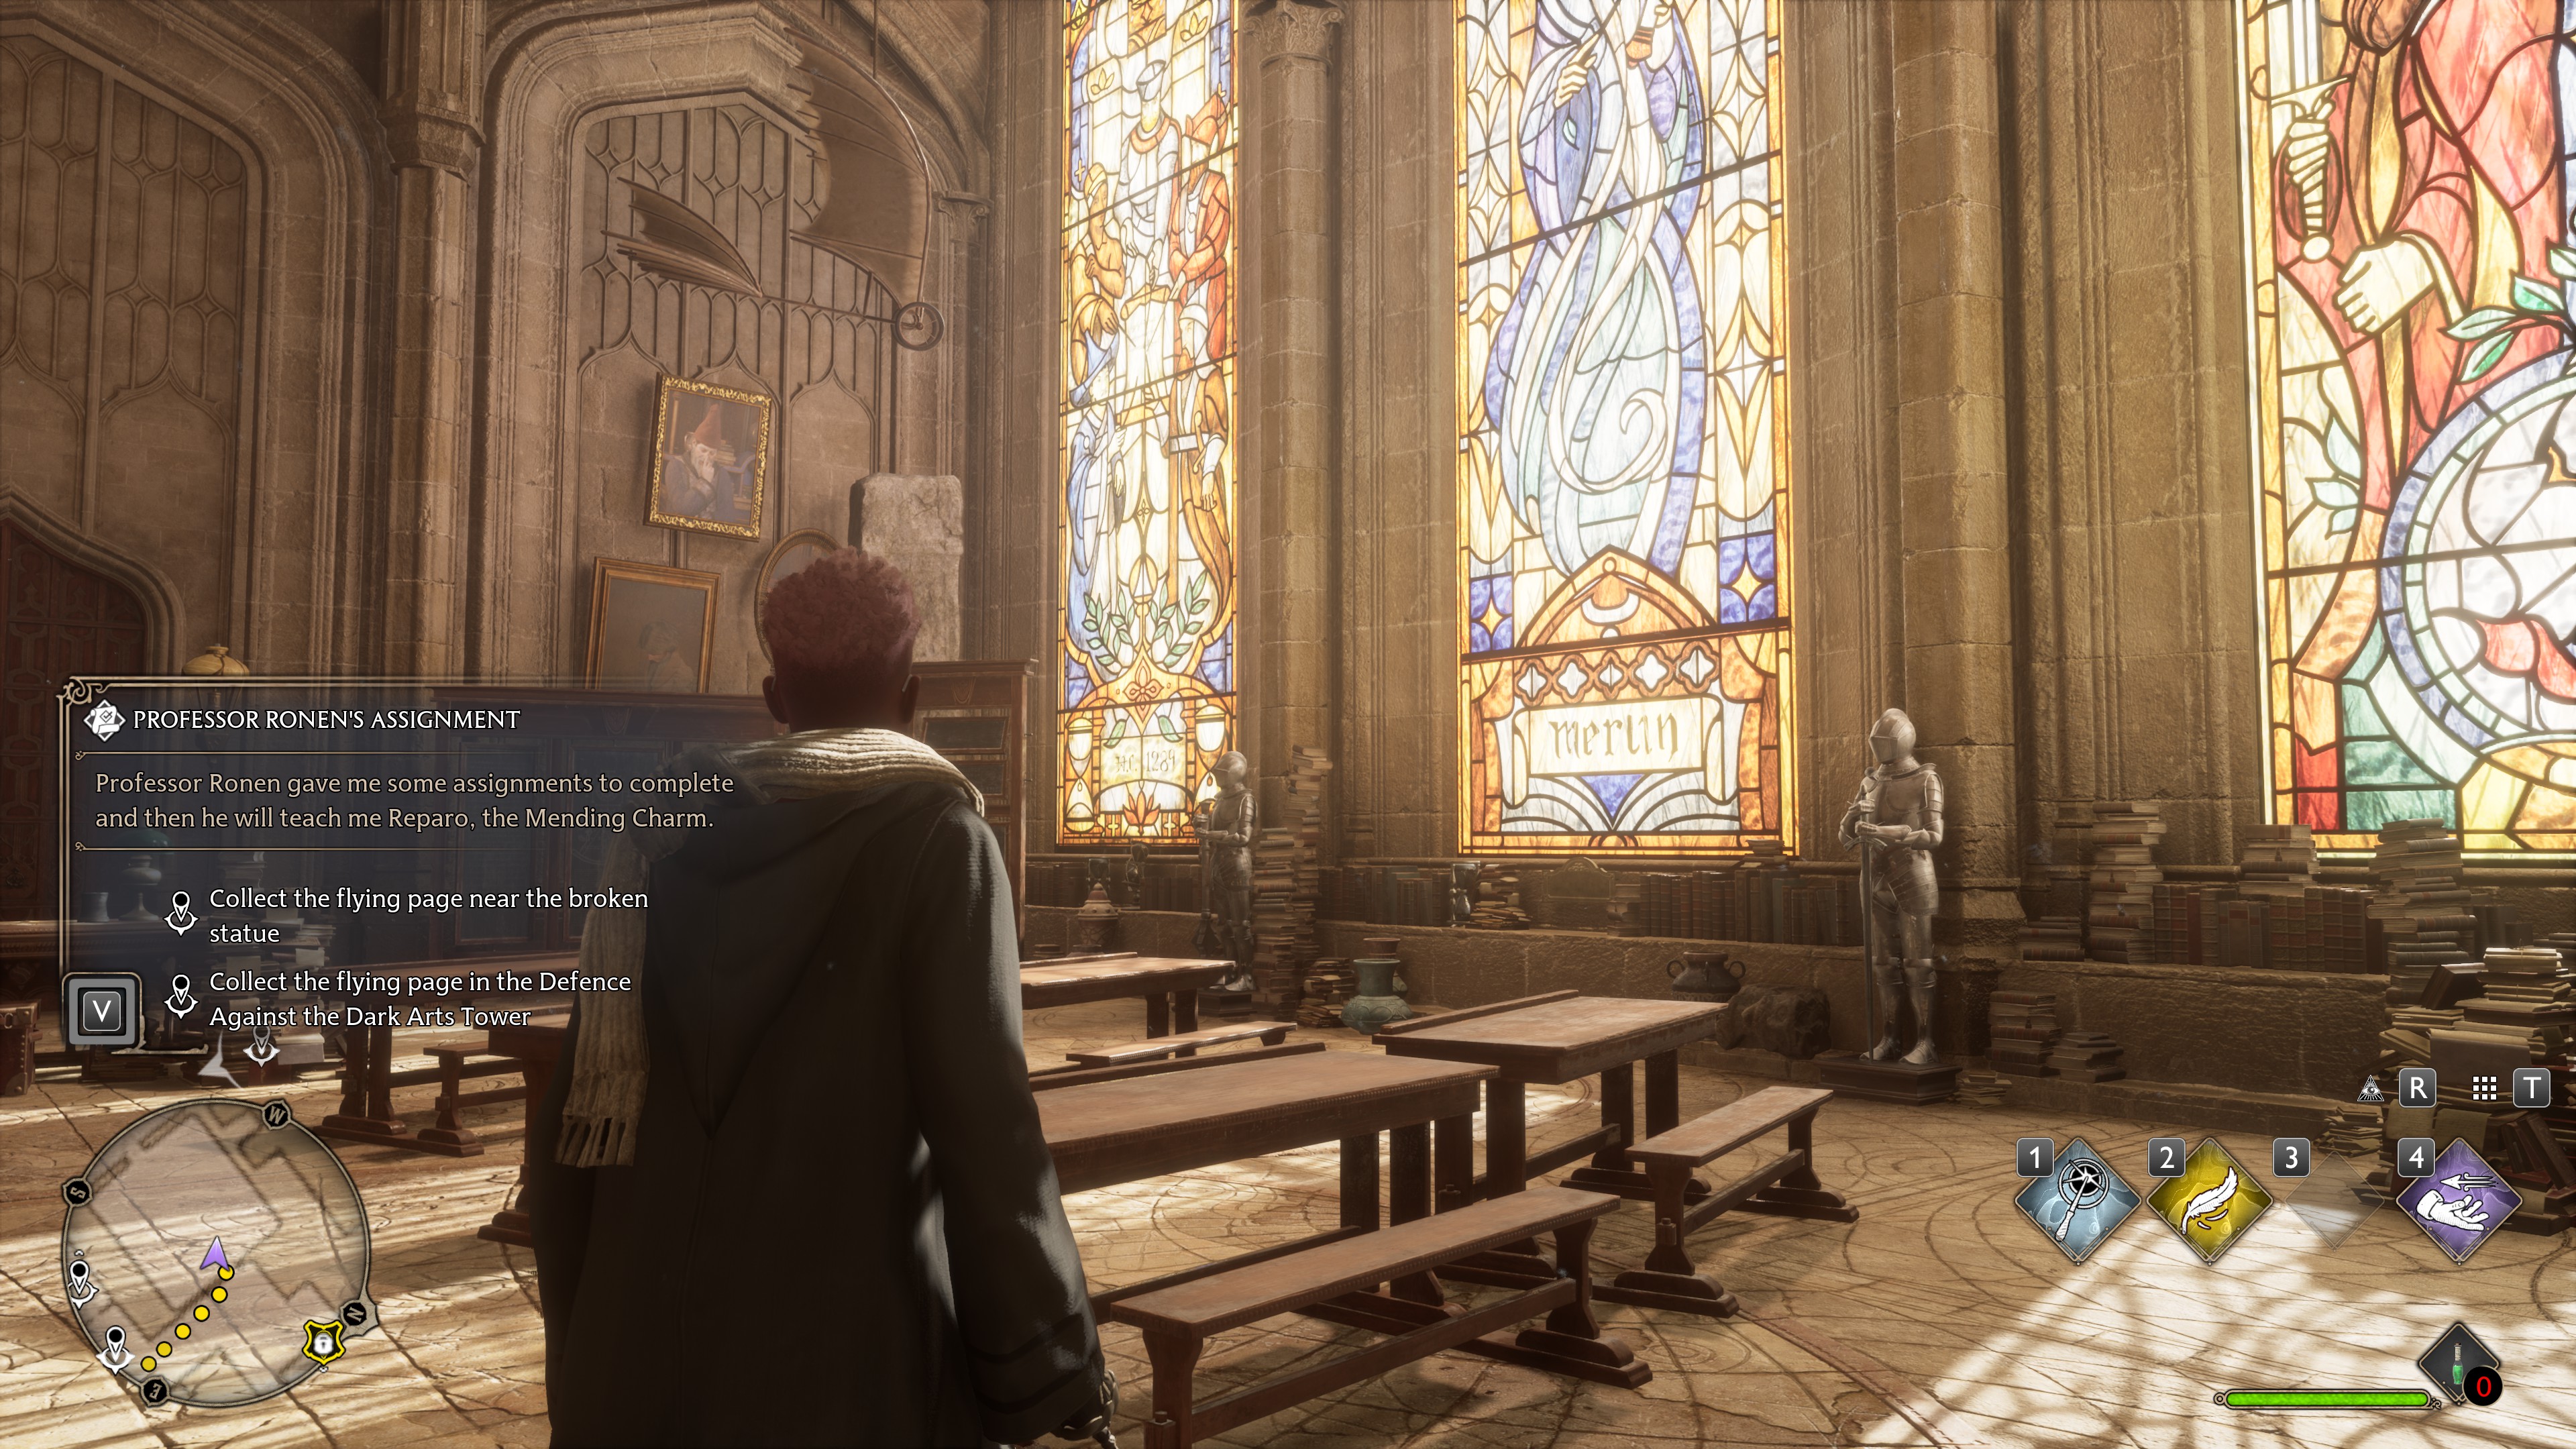 H.C. 1289
merlin
PROFESSOR RONEN'S ASSIGNMENT
Professor Ronen gave me some assignments to complete
and then he will teach me Reparo, the Mending Charm.
Collect the flying page near the broken
statue
Collect the flying page in the Defence
Against the Dark Arts Tower
V
W
S
N
E
R
T
1
2
3
4
0